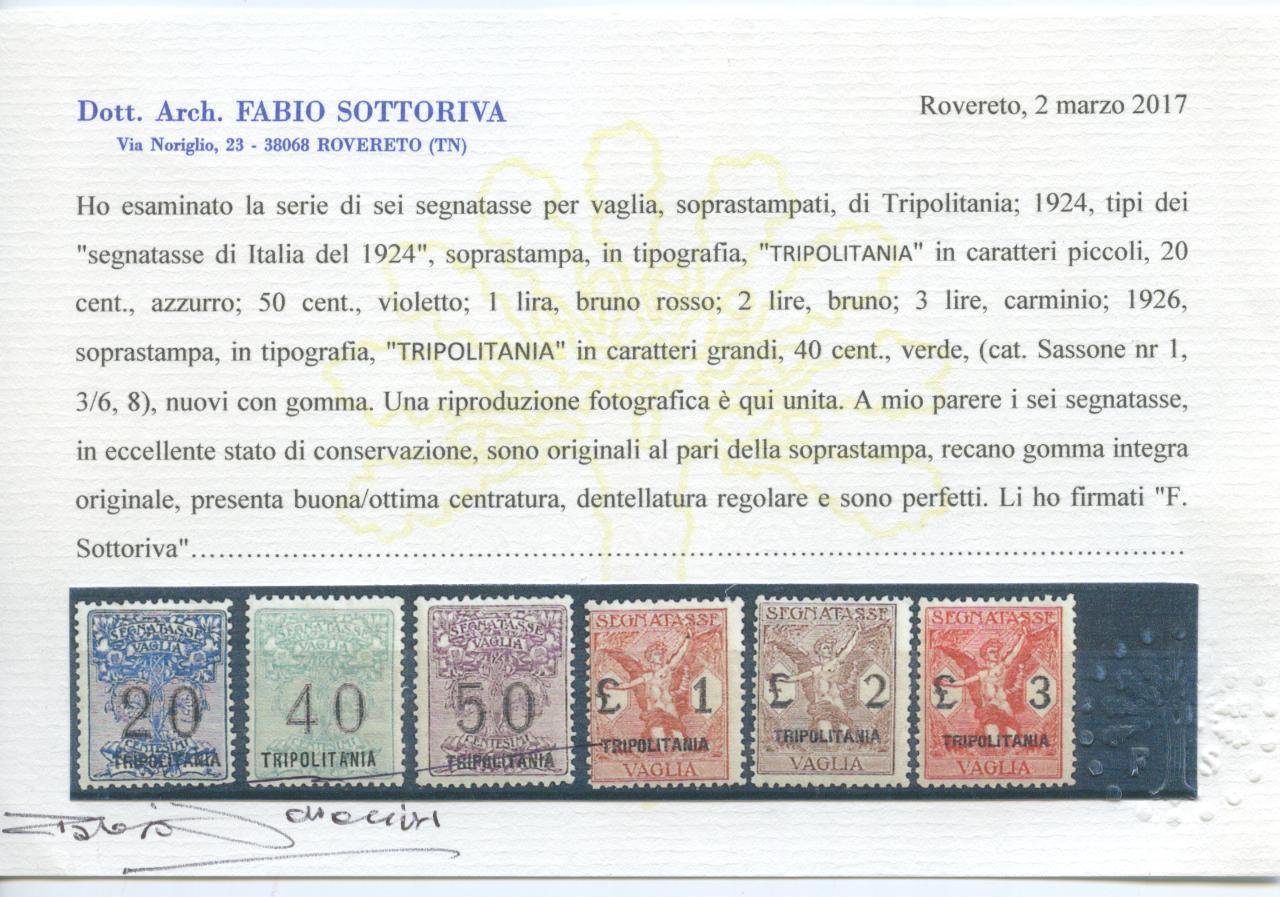 Dott. Arch. FABIO SOTTORIVA
Via Noriglio, 23 - 38068 ROVERETO (TN)
Rovereto, 2 marzo 2017
Ho esaminato la serie di sei segnatasse per vaglia, soprastampati, di Tripolitania; 1924, tipi dei
"segnatasse di Italia del 1924", soprastampa, in tipografia, "TRIPOLITANIA" in caratteri piccoli, 20
cent., azzurro; 50 cent., violetto; 1 lira, bruno rosso; 2 lire, bruno; 3 lire, carminio; 1926,
soprastampa, in tipografia, "TRIPOLITANIA" in caratteri grandi, 40 cent., verde, (cat. Sassone nr 1,
3/6, 8), nuovi con gomma. Una riproduzione fotografica è qui unita. A mio parere i sei segnatasse,
in eccellente stato di conservazione, sono originali al pari della soprastampa, recano gomma integra
originale, presenta buona/ottima centratura, dentellatura regolare e sono perfetti. Li ho firmati "F.
Sottoriva"....................................................................................................
SEGNATASSE
VAGLIA
20
CENTESIMI
TRIPOLITANIA
SEGNATASSE
VAGLIA
40
CENTESIMI
TRIPOLITANIA
SEGNATASSE
VAGLIA
50
CENTESIMI
TRIPOLITANIA
SEGNATASSE
£ 1
TRIPOLITANIA
VAGLIA
SEGNATASSE
£ 2
TRIPOLITANIA
VAGLIA
SEGNATASSE
£ 3
TRIPOLITANIA
VAGLIA
F